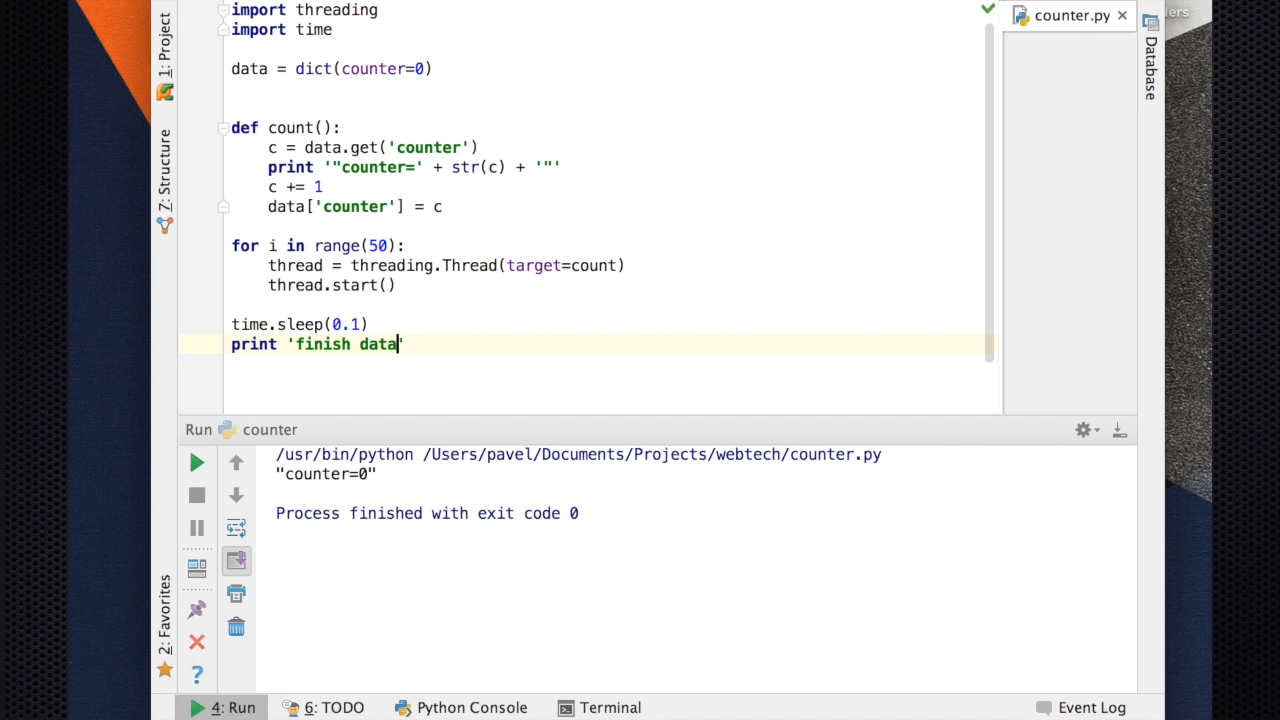 import threading
import time
data = dict(counter=0)
def count():
c = data.get('counter')
print '"counter=' + str(c) + '"'
c += 1
data['counter'] = c
for i in range(50):
thread = threading.Thread(target=count)
thread.start()
time.sleep(0.1)
print 'finish data'
counter.py
1: Project
7: Structure
2: Favorites
Database
Run counter
/usr/bin/python /Users/pavel/Documents/Projects/webtech/counter.py
"counter=0"
Process finished with exit code 0
4: Run 6: TODO Python Console Terminal Event Log